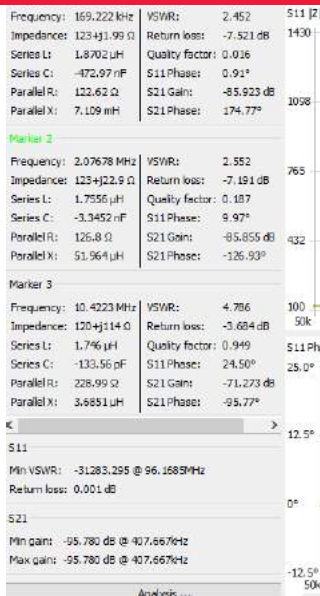 Frequency: 169.222 kHz VSWR: 2.452
Impedance: 123+j1.99 Ω Return loss: -7.521 dB
Series L: 1.8702 µH Quality factor: 0.016
Series C: -472.97 nF S11 Phase: 0.91°
Parallel R: 122.62 Ω S21 Gain: -85.923 dB
Parallel X: 7.109 mH S21 Phase: 174.77°
Marker 2
Frequency: 2.07678 MHz VSWR: 2.552
Impedance: 123+j22.9 Ω Return loss: -7.191 dB
Series L: 1.7556 µH Quality factor: 0.187
Series C: -3.3452 nF S11 Phase: 9.97°
Parallel R: 126.8 Ω S21 Gain: -85.855 dB
Parallel X: 51.964 µH S21 Phase: -126.93°
Marker 3
Frequency: 10.4223 MHz VSWR: 4.786
Impedance: 120+j114 Ω Return loss: -3.684 dB
Series L: 1.746 µH Quality factor: 0.949
Series C: -133.56 pF S11 Phase: 24.50°
Parallel R: 228.99 Ω S21 Gain: -71.273 dB
Parallel X: 3.6851 µH S21 Phase: -95.77°
S11
Min VSWR: -31283.295 @ 96.1685MHz
Return loss: 0.001 dB
S21
Min gain: -95.780 dB @ 407.667kHz
Max gain: -95.780 dB @ 407.667kHz
Analysis ...
S11 |Z|
1430
1098
765
432
100
50k
S11 Ph
25.0°
12.5°
0°
-12.5°
50k